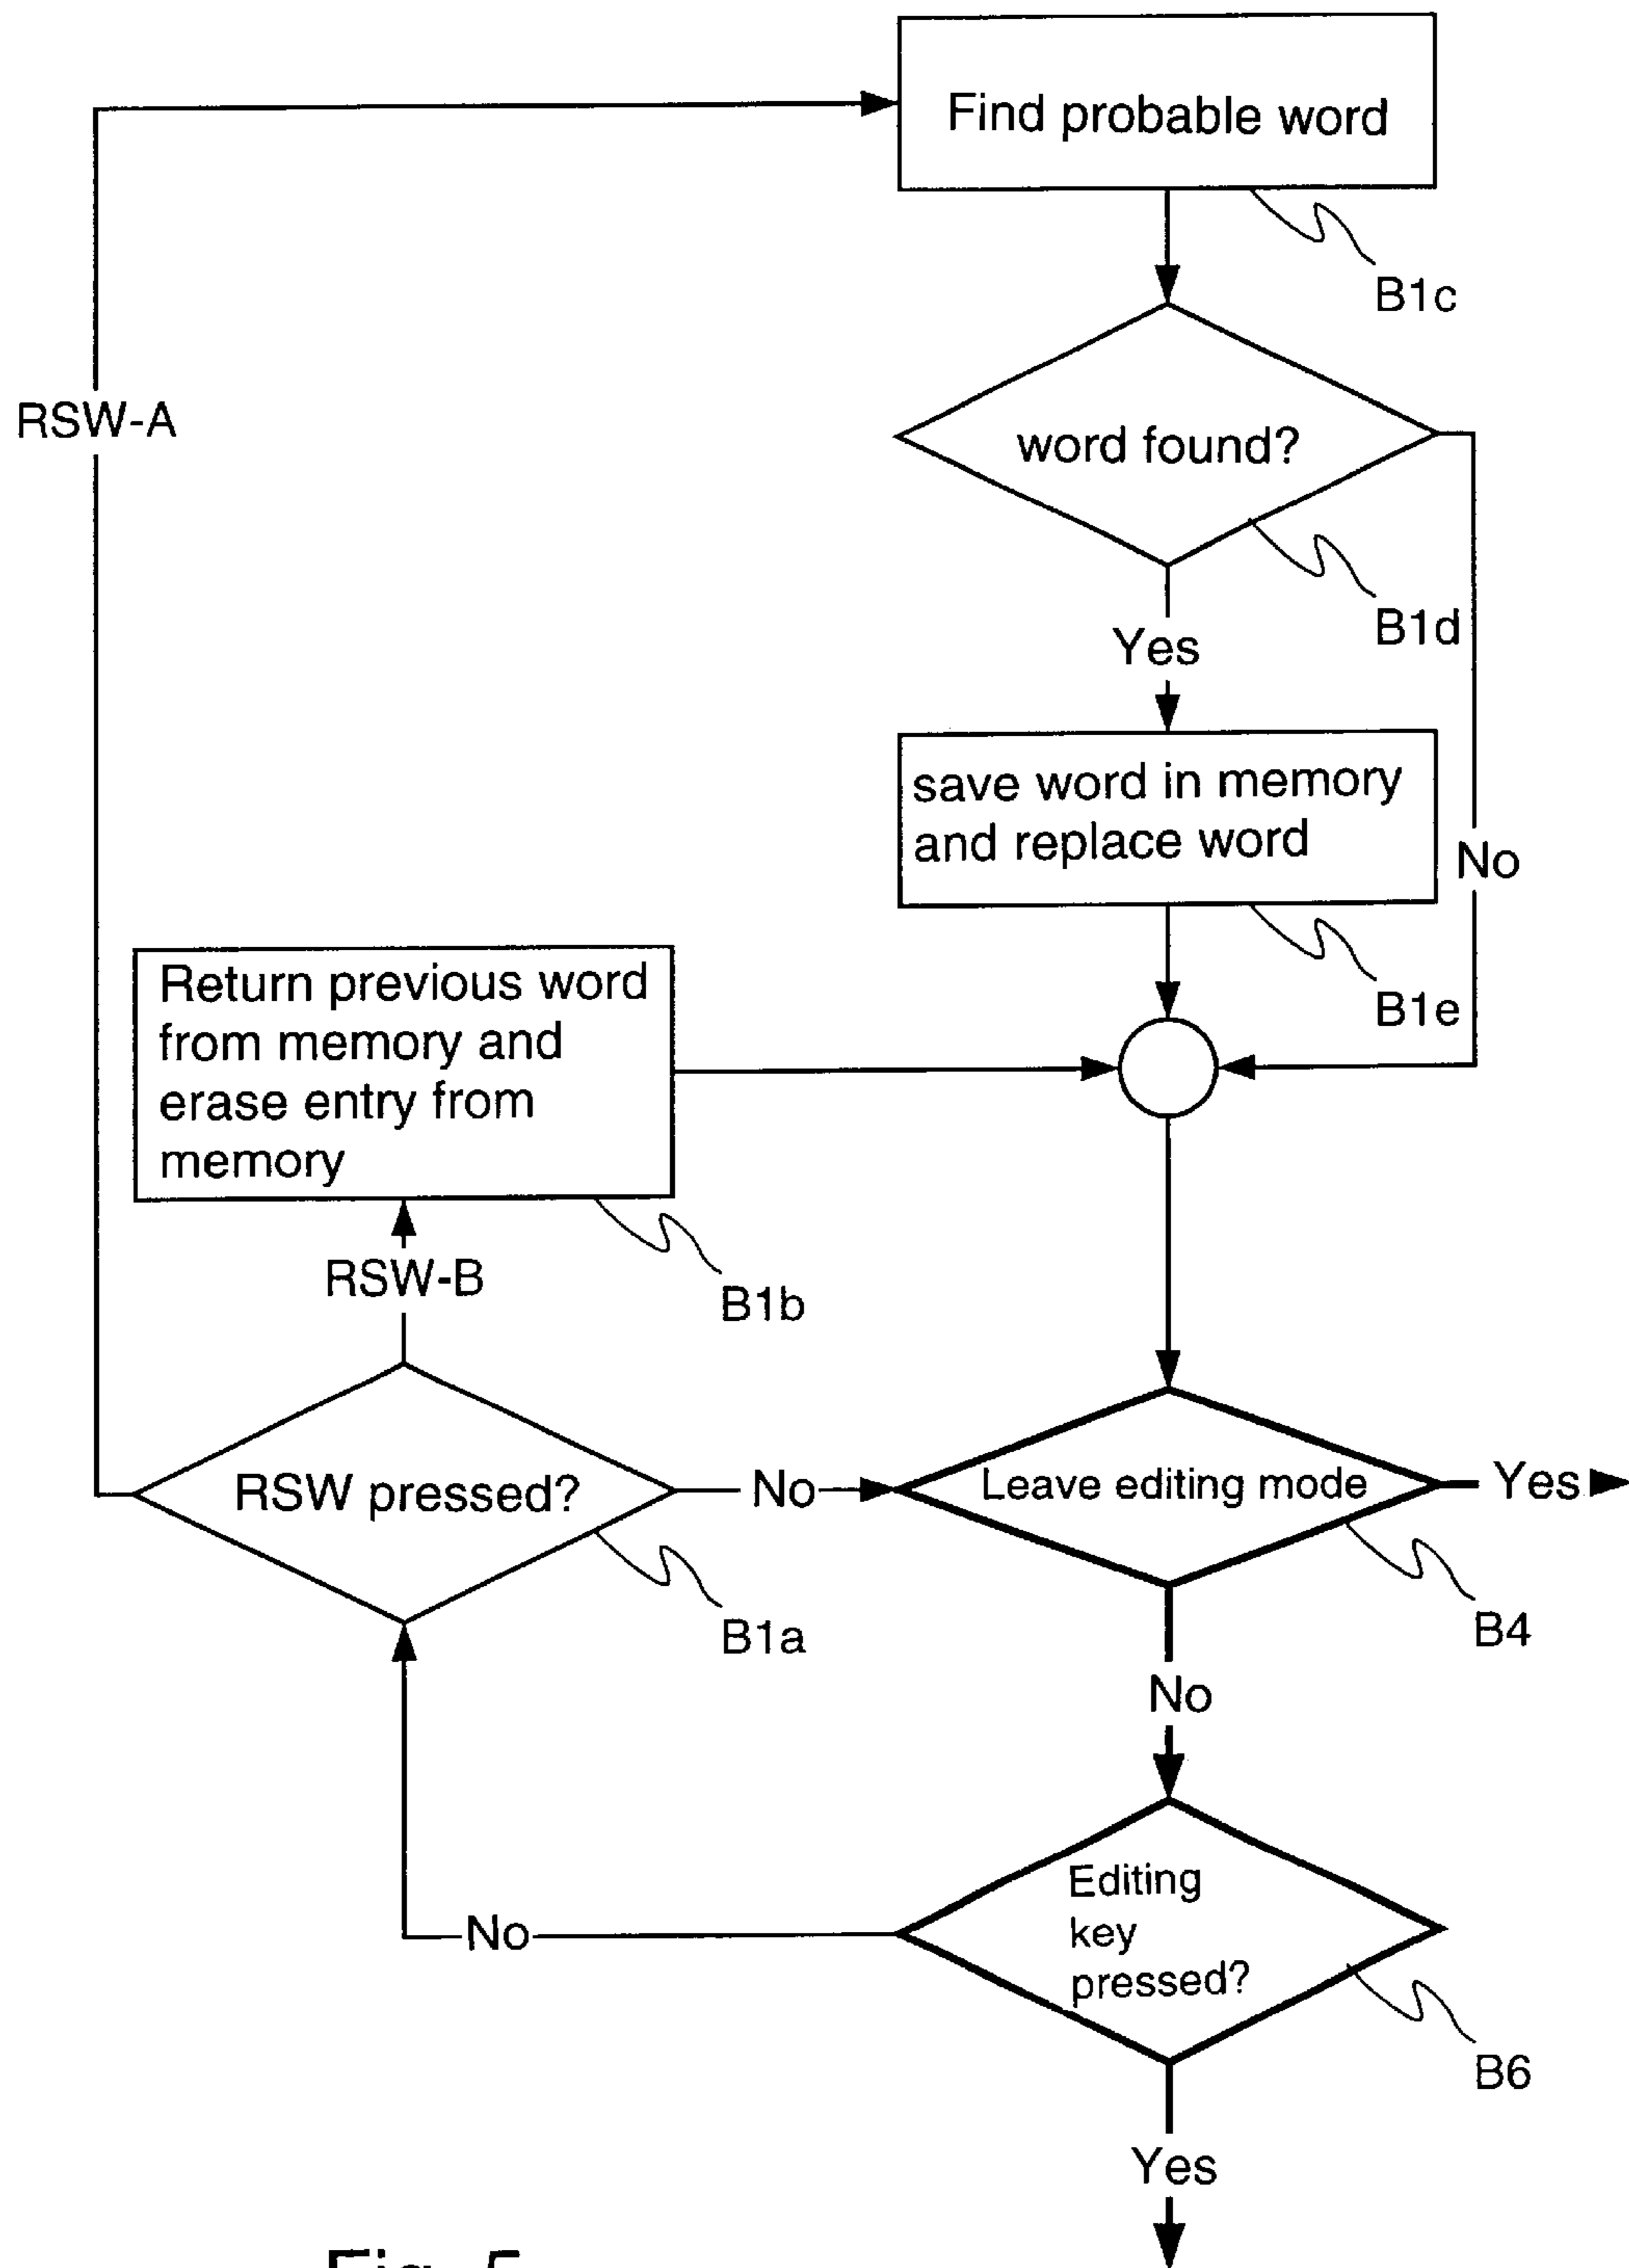 Find probable word
B1c
RSW-A
word found?
B1d
Yes
save word in memory
and replace word
No
B1e
Return previous word
from memory and
erase entry from
memory
RSW-B
B1b
RSW pressed?
No
Leave editing mode
Yes
B1a
B4
No
Editing
key
pressed?
No
B6
Yes
Fig. 5